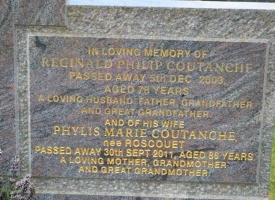 IN LOVING MEMORY OF
REGINALD PHILIP COUTANCHE
PASSED AWAY 5TH DEC 2003
AGED 78 YEARS
A LOVING HUSBAND, FATHER, GRANDFATHER
AND GREAT GRANDFATHER
AND OF HIS WIFE
PHYLIS MARIE COUTANCHE
nee ROSCOUET
PASSED AWAY 30TH SEPT 2011, AGED 86 YEARS
A LOVING MOTHER, GRANDMOTHER
AND GREAT GRANDMOTHER